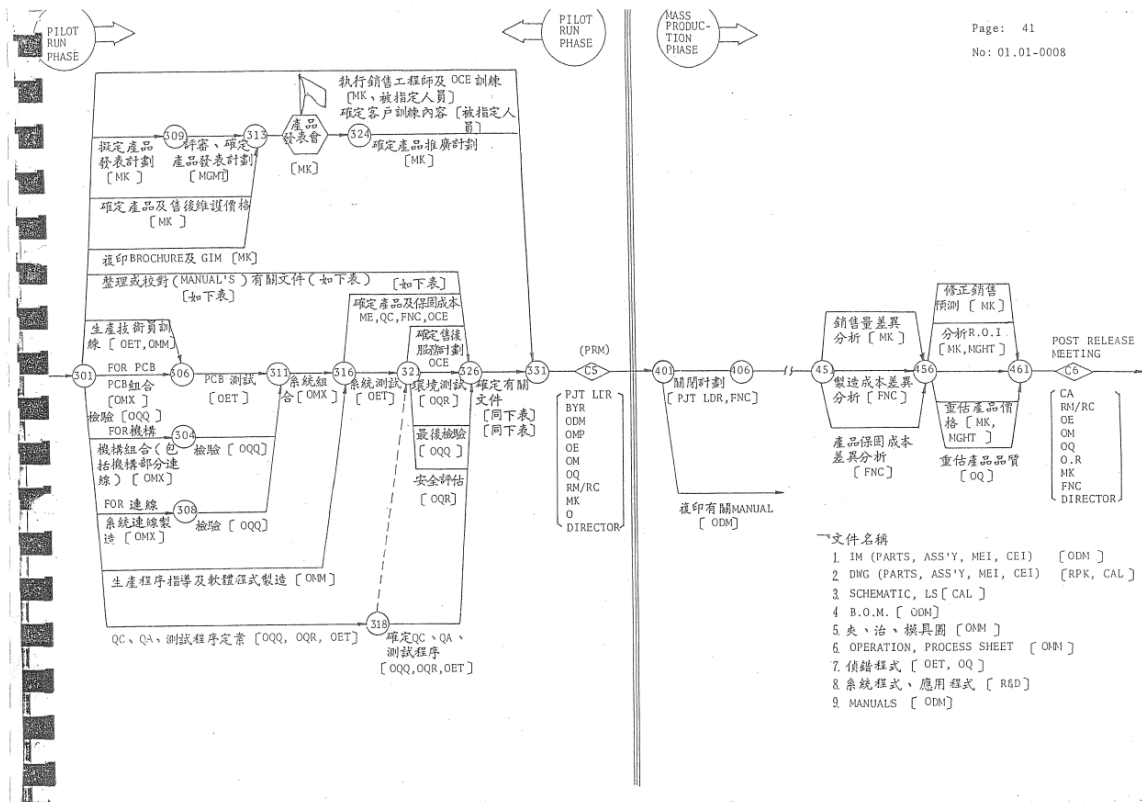 PILOT
RUN
PHASE
PILOT
RUN
PHASE
MASS
PRODUC-
TION
PHASE
Page: 41
No: 01.01-0008
執行銷售工程師及 OCE 訓練
[MK、被指定人員]
確定客戶訓練內容 [被指定人
員]
309
313
產品
發表會
[MK]
324
擬定產品
發表計劃
[MK]
評審、確定
產品發表計劃
[MGMT]
確定產品推廣計劃
[MK]
確定產品及售後維護價格
[MK]
複印BROCHURE及 GIM [MK]
整理或校對(MANUAL'S)有關文件(如下表)
[如下表]
[如下表]
確定產品及保固成本
ME,QC,FNC,OCE
生產技術員訓
練 [OET,OMM]
確定售後
服務計劃
OCE
301
FOR PCB
306
311
316
321
326
331
PCB組合
[OMX]
檢驗[OQQ]
PCB 測試
[OET]
系統組
合[OMX]
系統測試
[OET]
環境測試
[OQR]
確定有關
文件
[同下表]
[同下表]
FOR機構
304
機構組合(包
括機構部分連
線) [OMX]
檢驗 [OQQ]
最後檢驗
[OQQ]
安全評估
[OQR]
FOR 連線
308
系統連線製
造 [OMX]
檢驗 [OQQ]
生產程序指導及軟體程式製造 [OMM]
318
QC、QA、測試程序定案 [OQQ, OQR, OET]
確定QC、QA、
測試程序
[OQQ,OQR,OET]
(PRM)
C5
PJT LDR
BYR
ODM
OMP
OE
OM
OQ
RM/RC
MK
O
DIRECTOR
401
406
關閉計劃
[PJT LDR,FNC]
複印有關MANUAL
[ODM]
451
456
461
銷售量差異
分析 [MK]
製造成本差異
分析 [FNC]
產品保固成本
差異分析
[FNC]
修正銷售
預測 [MK]
分析R.O.I
[MK,MGHT]
重估產品價
格 [MK,
MGHT]
重估產品品質
[OQ]
POST RELEASE
MEETING
C6
CA
RM/RC
OE
OM
OQ
O.R
MK
FNC
DIRECTOR
文件名稱
1. IM (PARTS, ASS'Y, MEI, CEI) [ODM]
2. DWG (PARTS, ASS'Y, MEI, CEI) [RPK, CAL]
3. SCHEMATIC, LS[CAL]
4. B.O.M. [ODM]
5. 夾、治、模具圖 [OMM]
6. OPERATION, PROCESS SHEET [OMM]
7. 偵錯程式 [OET, OQ]
8. 系統程式、應用程式 [R&D]
9. MANUALS [ODM]